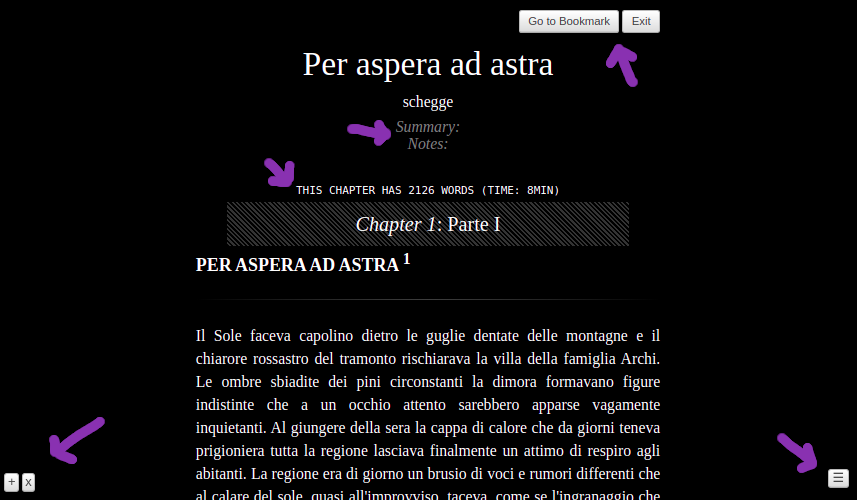 Go to Bookmark Exit
Per aspera ad astra
schegge
Summary:
Notes:
THIS CHAPTER HAS 2126 WORDS (TIME: 8MIN)
Chapter 1: Parte I
PER ASPERA AD ASTRA 1
Il Sole faceva capolino dietro le guglie dentate delle montagne e il
chiarore rossastro del tramonto rischiarava la villa della famiglia Archi.
Le ombre sbiadite dei pini circonstanti la dimora formavano figure
indistinte che a un occhio attento sarebbero apparse vagamente
inquietanti. Al giungere della sera la cappa di calore che da giorni teneva
prigioniera tutta la regione lasciava finalmente un attimo di respiro agli
abitanti. La regione era di giorno un brusio di voci e rumori differenti che
al calare del sole, quasi all'improvviso, taceva, come se l'ingranaggio che
+ x ☰